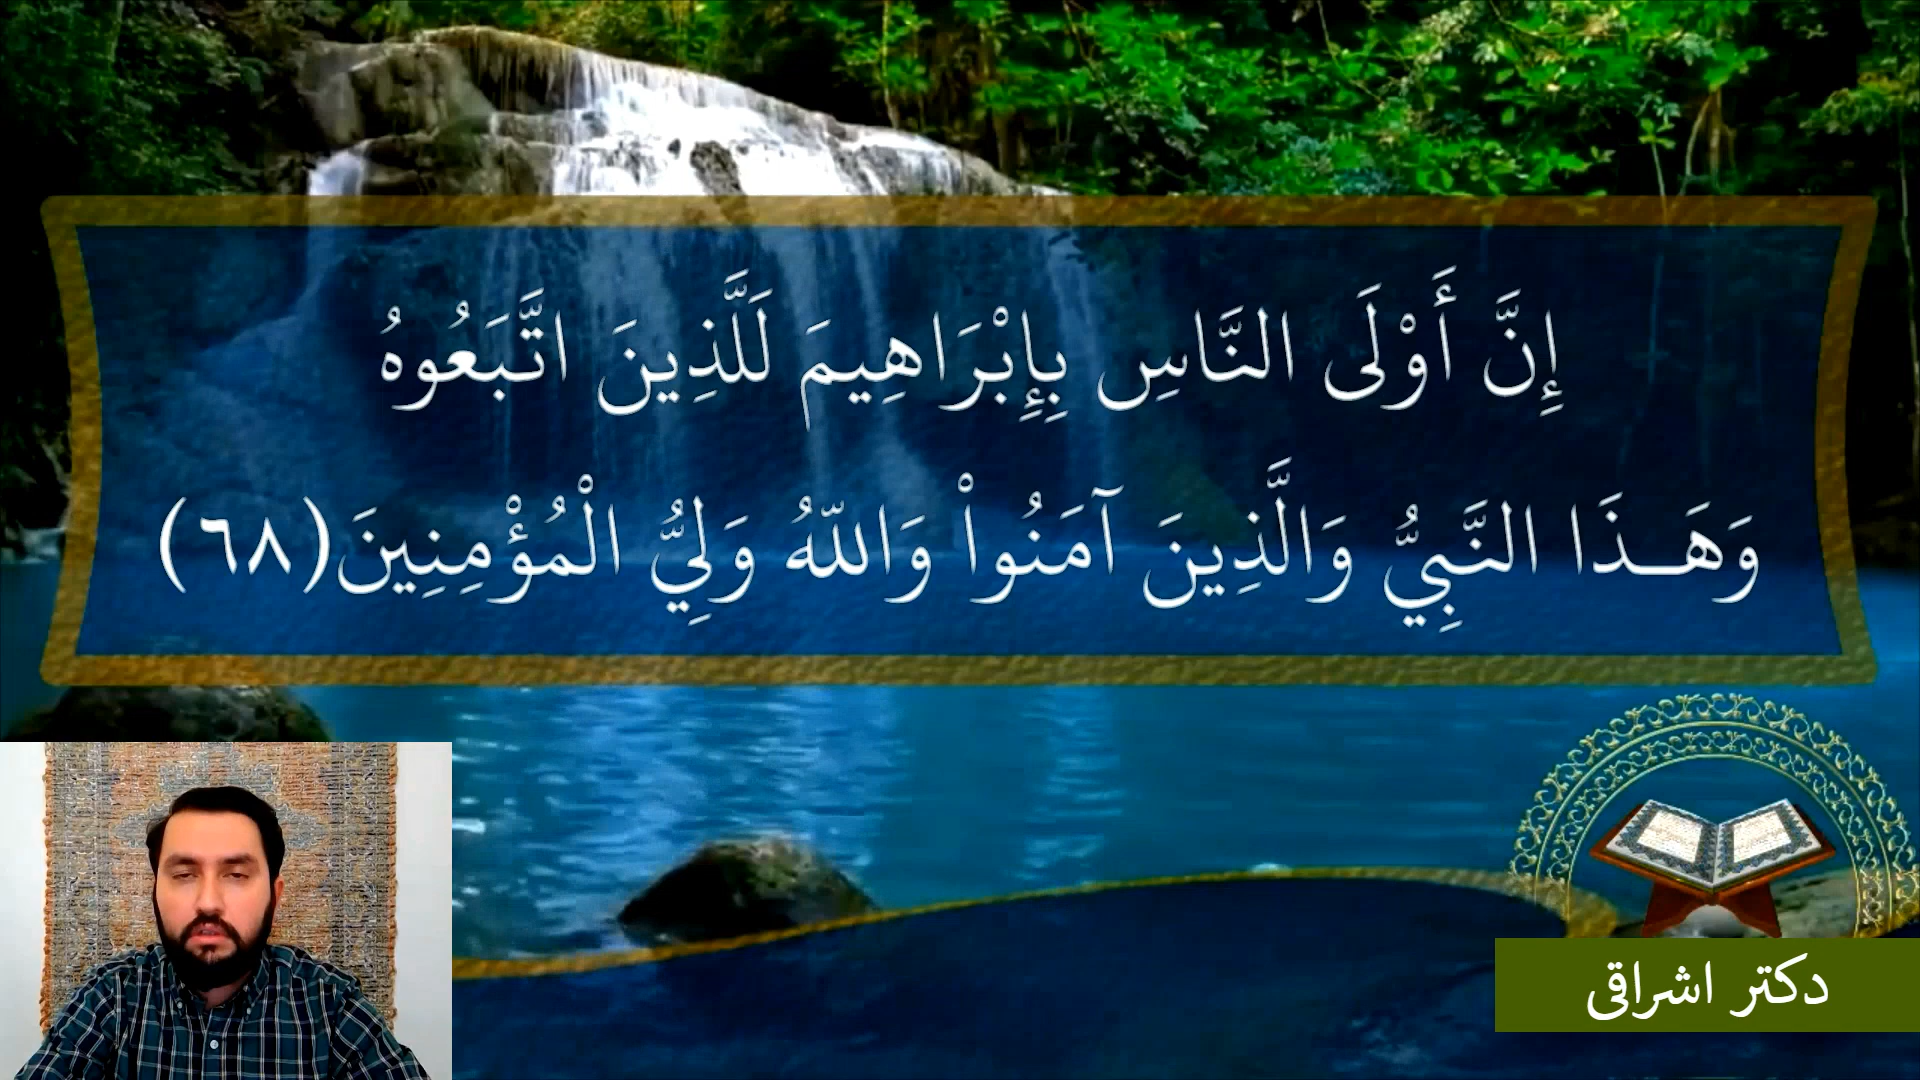 إِنَّ أَوْلَى النَّاسِ بِإِبْرَاهِيمَ لَلَّذِينَ اتَّبَعُوهُ
وَهَـذَا النَّبِيُّ وَالَّذِينَ آمَنُواْ وَاللّهُ وَلِيُّ الْمُؤْمِنِينَ(٦٨)
دکتر اشراقی